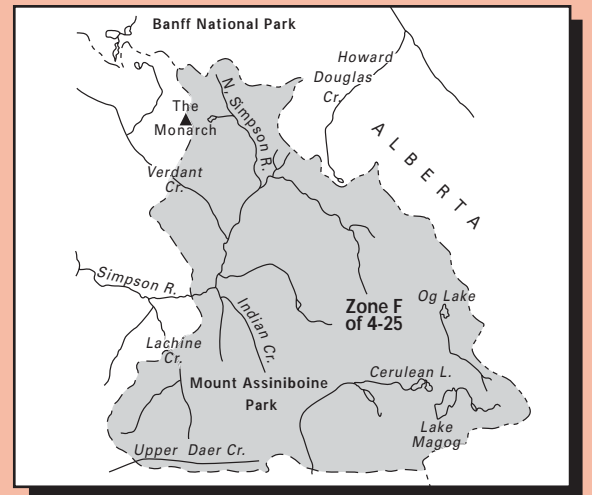 Banff National Park
Howard
Douglas
Cr.
The
Monarch
N. Simpson R.
ALBERTA
Verdant
Cr.
Simpson R.
Zone F
of 4-25
Og Lake
Indian Cr.
Lachine
Cr.
Cerulean L.
Mount Assiniboine
Park
Lake
Magog
Upper Daer Cr.